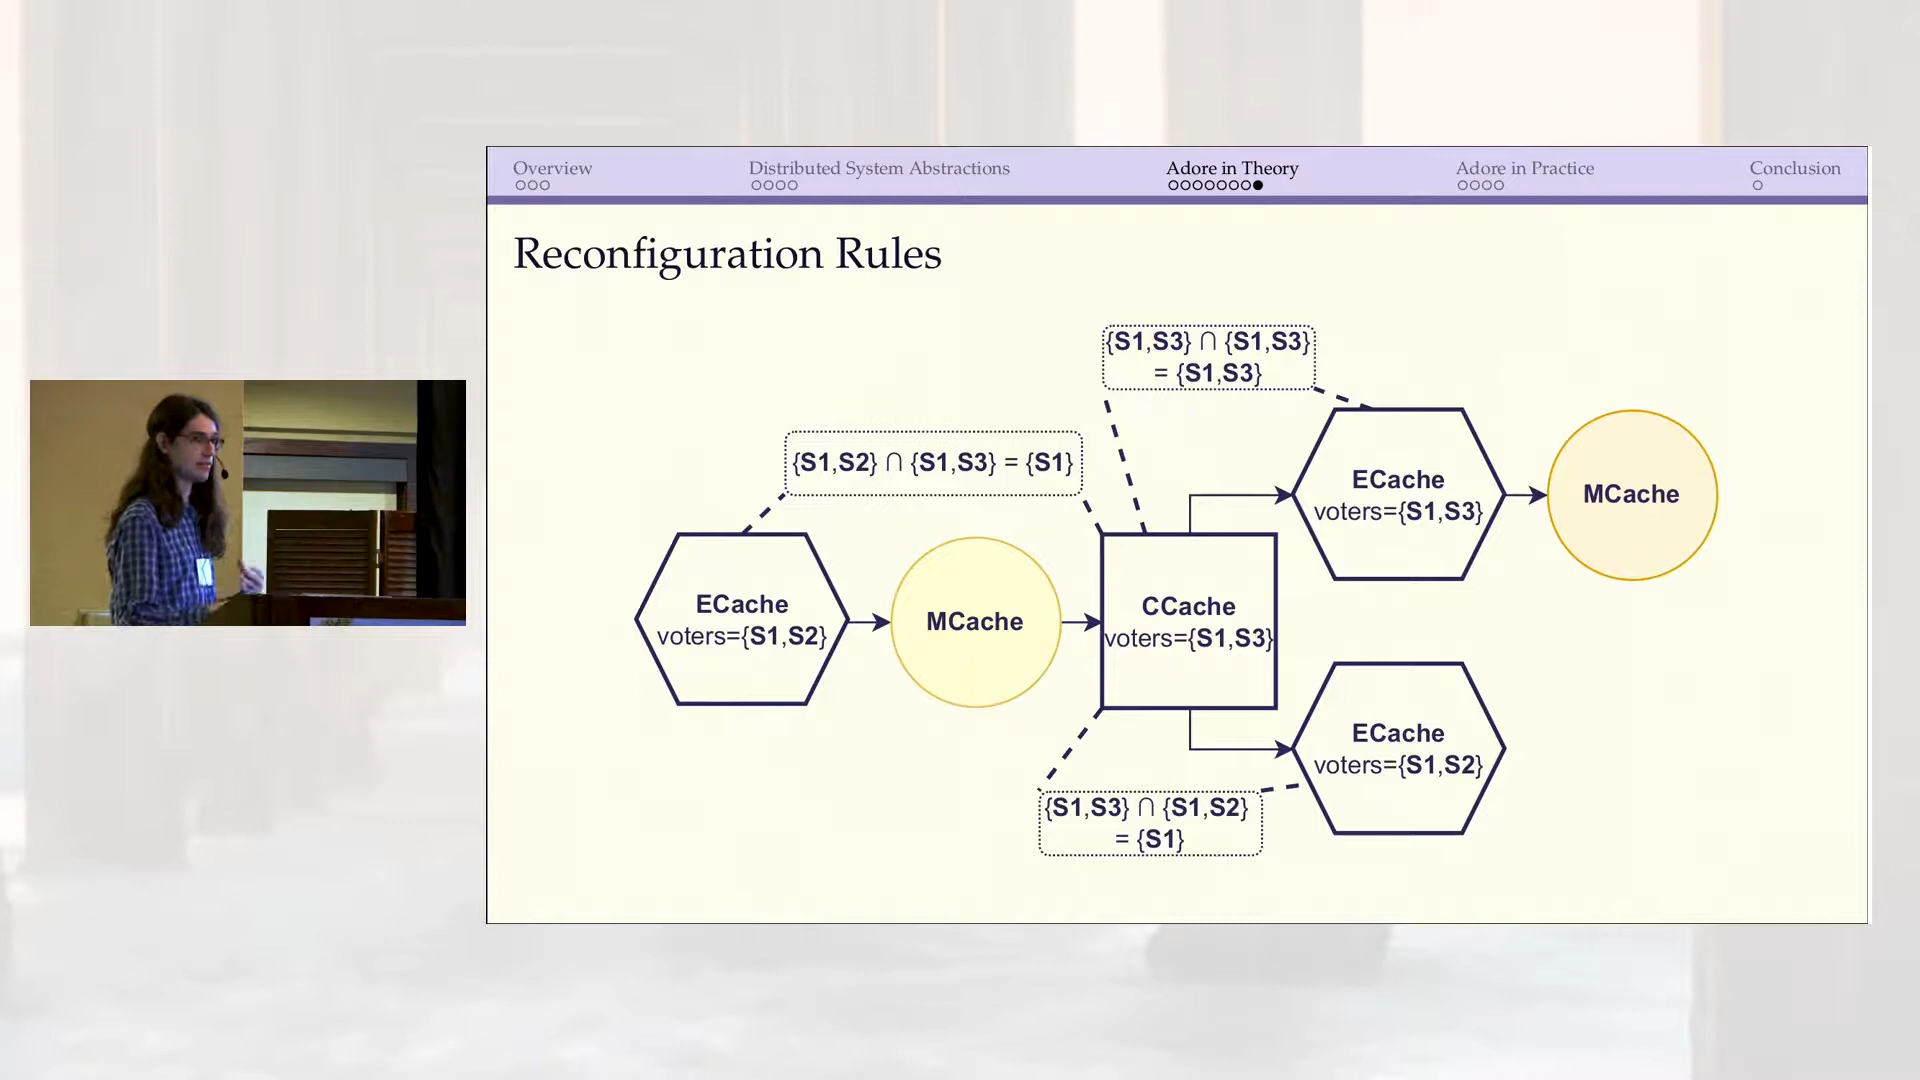 Overview
Distributed System Abstractions
Adore in Theory
Adore in Practice
Conclusion
Reconfiguration Rules
{S1,S3} ∩ {S1,S3}
= {S1,S3}
{S1,S2} ∩ {S1,S3} = {S1}
ECache
voters={S1,S3}
MCache
ECache
voters={S1,S2}
MCache
CCache
voters={S1,S3}
ECache
voters={S1,S2}
{S1,S3} ∩ {S1,S2}
= {S1}